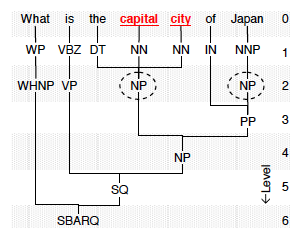 What is the capital city of Japan 0
WP VBZ DT NN NN IN NNP 1
WHNP VP NP NP 2
PP 3
NP 4
SQ 5
SBARQ 6
←Level